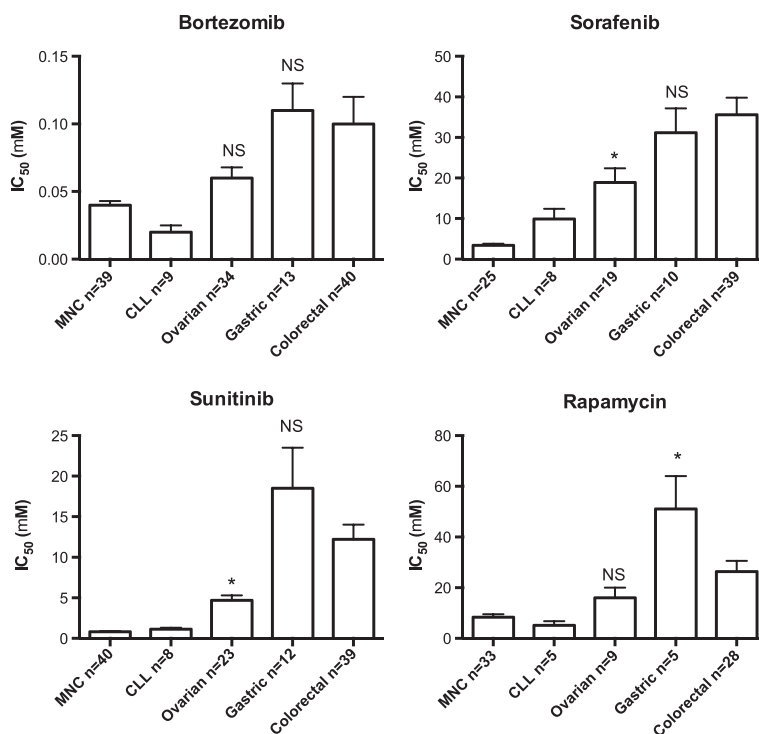 Bortezomib
IC50 (mM)
0.15
0.10
0.05
0.00
NS
NS
MNC n=39
CLL n=9
Ovarian n=34
Gastric n=13
Colorectal n=40
Sorafenib
IC50 (mM)
50
40
30
20
10
0
*
NS
MNC n=25
CLL n=8
Ovarian n=19
Gastric n=10
Colorectal n=39
Sunitinib
IC50 (mM)
25
20
15
10
5
0
*
NS
MNC n=40
CLL n=8
Ovarian n=23
Gastric n=12
Colorectal n=39
Rapamycin
IC50 (mM)
80
60
40
20
0
NS
*
MNC n=33
CLL n=5
Ovarian n=9
Gastric n=5
Colorectal n=28